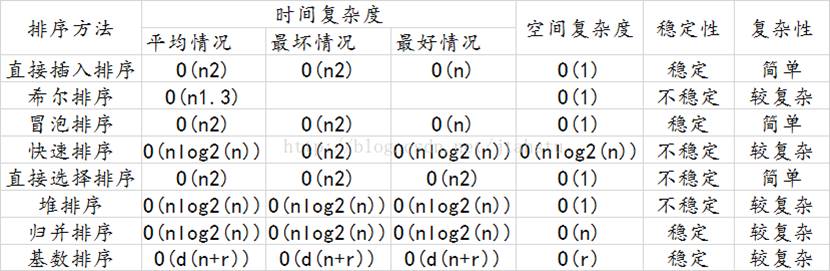 排序方法 时间复杂度 空间复杂度 稳定性 复杂性
平均情况 最坏情况 最好情况
直接插入排序 O(n2) O(n2) O(n) O(1) 稳定 简单
希尔排序 O(n1.3) O(1) 不稳定 较复杂
冒泡排序 O(n2) O(n2) O(n) O(1) 稳定 简单
快速排序 O(nlog2(n)) O(n2) O(nlog2(n)) O(nlog2(n)) 不稳定 较复杂
直接选择排序 O(n2) O(n2) O(n2) O(1) 不稳定 简单
堆排序 O(nlog2(n)) O(nlog2(n)) O(nlog2(n)) O(1) 不稳定 较复杂
归并排序 O(nlog2(n)) O(nlog2(n)) O(nlog2(n)) O(n) 稳定 较复杂
基数排序 O(d(n+r)) O(d(n+r)) O(d(n+r)) O(r) 稳定 较复杂